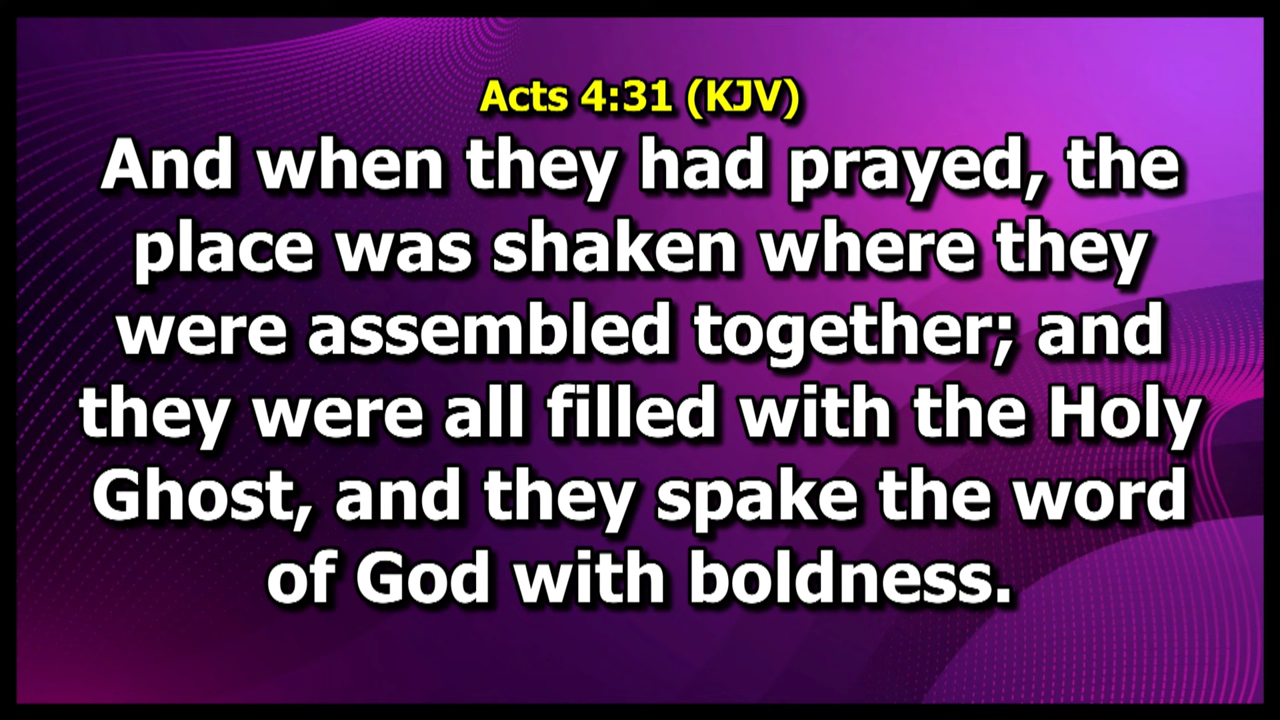 Acts 4:31 (KJV)
And when they had prayed, the
place was shaken where they
were assembled together; and
they were all filled with the Holy
Ghost, and they spake the word
of God with boldness.